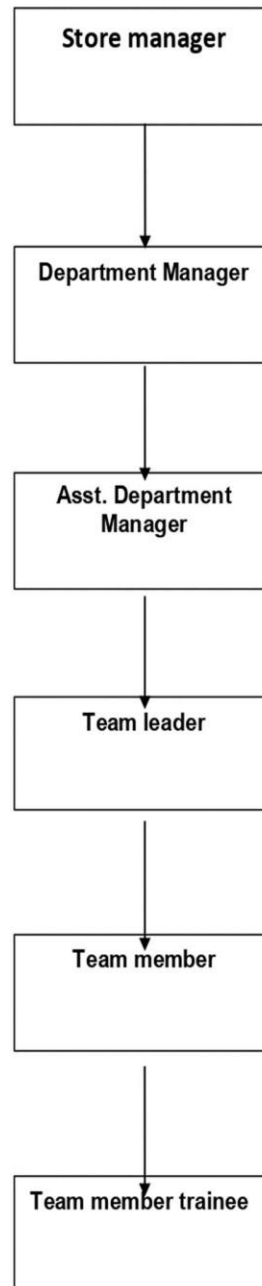 Store manager
Department Manager
Asst. Department
Manager
Team leader
Team member
Team member trainee